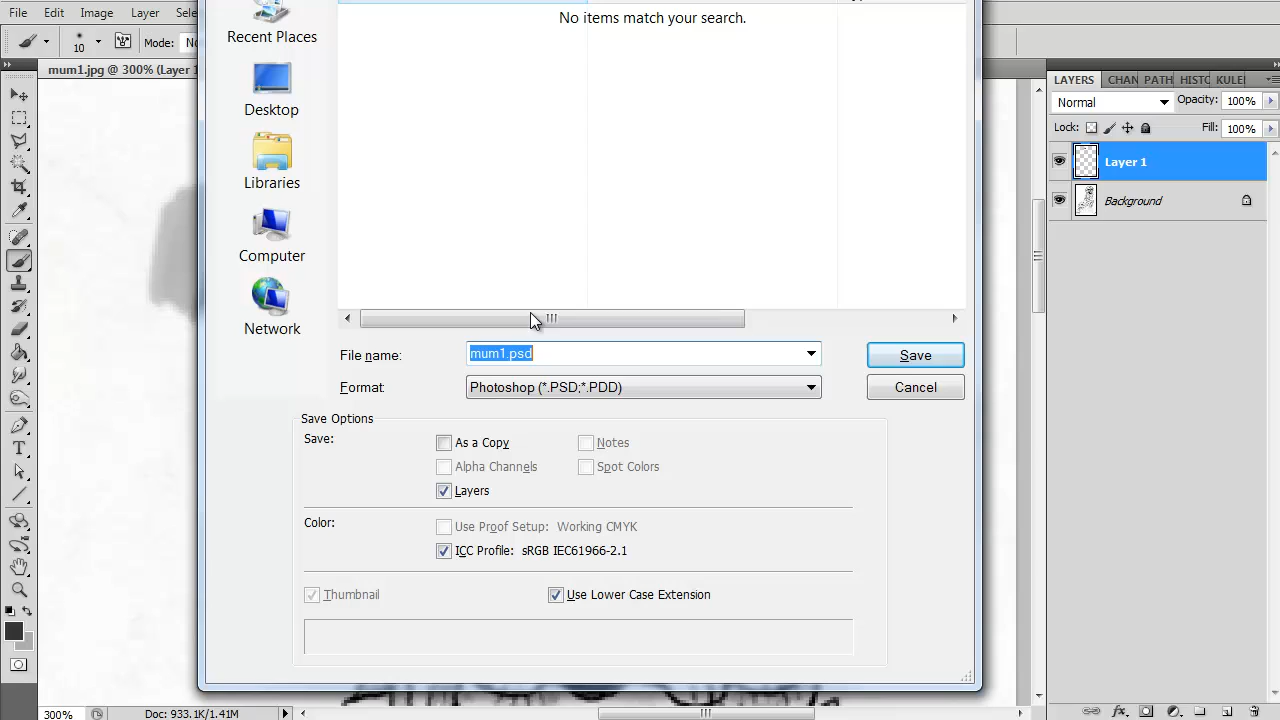 File Edit Image Layer
10 Mode:
mum1.jpg @ 300% (Layer 1
No items match your search.
Recent Places
Desktop
Libraries
Computer
Network
File name: mum1.psd Save
Format: Photoshop (*.PSD;*.PDD) Cancel
Save Options
Save: As a Copy Notes
Alpha Channels Spot Colors
Layers
Color: Use Proof Setup: Working CMYK
ICC Profile: sRGB IEC61966-2.1
Thumbnail Use Lower Case Extension
LAYERS CHAN PATH HISTC KULEI
Normal Opacity: 100%
Lock: Fill: 100%
Layer 1
Background
300% Doc: 933.1K/1.41M